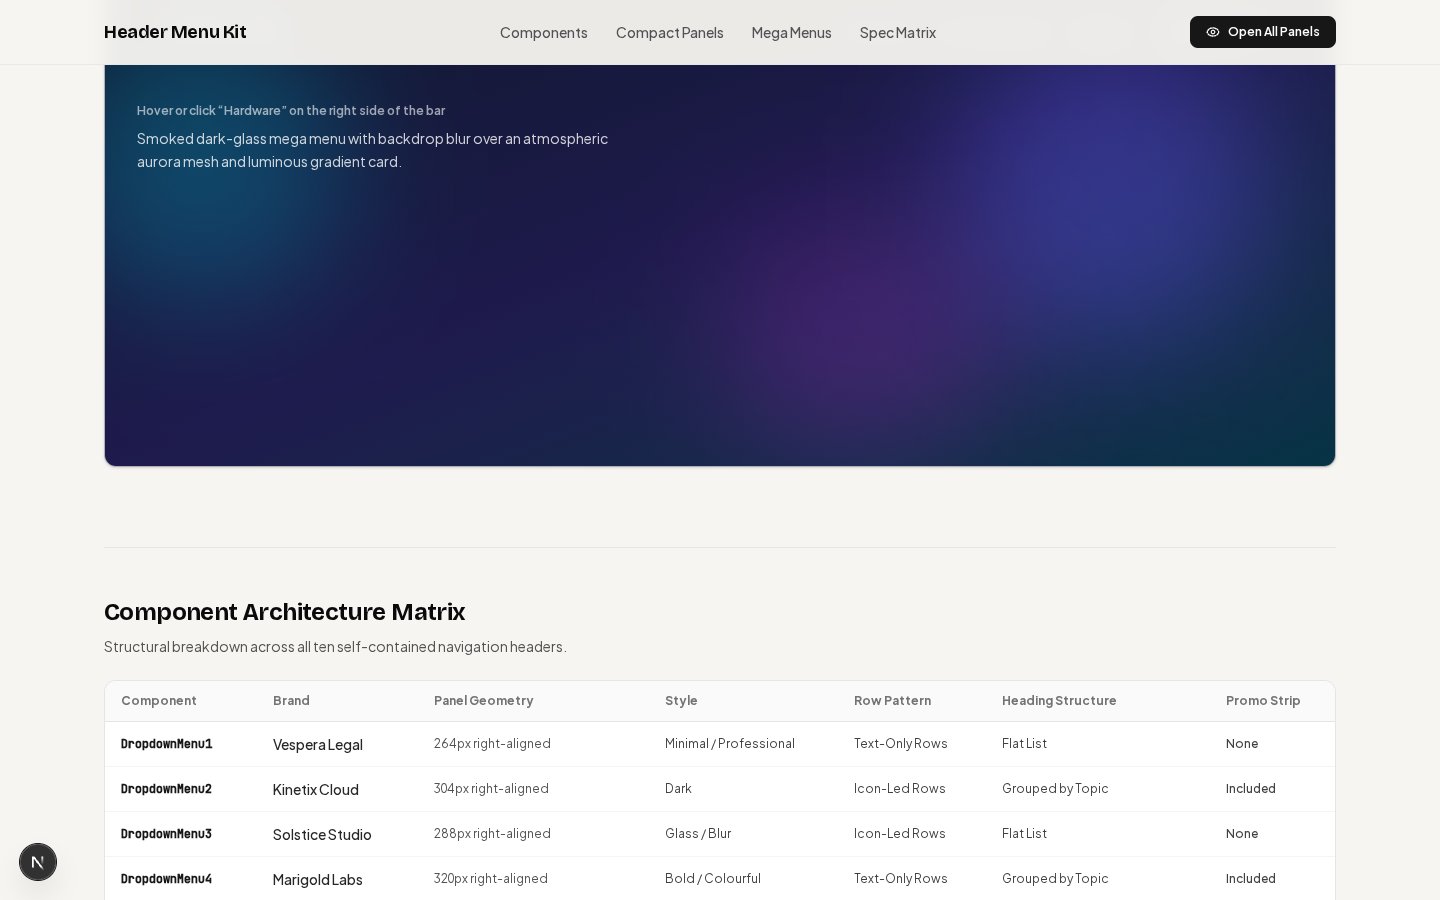 Header Menu Kit
Components
Compact Panels
Mega Menus
Spec Matrix
Open All Panels
Hover or click “Hardware” on the right side of the bar
Smoked dark-glass mega menu with backdrop blur over an atmospheric
aurora mesh and luminous gradient card.
Component Architecture Matrix
Structural breakdown across all ten self-contained navigation headers.
Component Brand Panel Geometry Style Row Pattern Heading Structure Promo Strip
DropdownMenu1 Vespera Legal 264px right-aligned Minimal / Professional Text-Only Rows Flat List None
DropdownMenu2 Kinetix Cloud 304px right-aligned Dark Icon-Led Rows Grouped by Topic Included
DropdownMenu3 Solstice Studio 288px right-aligned Glass / Blur Icon-Led Rows Flat List None
DropdownMenu4 Marigold Labs 320px right-aligned Bold / Colourful Text-Only Rows Grouped by Topic Included
N